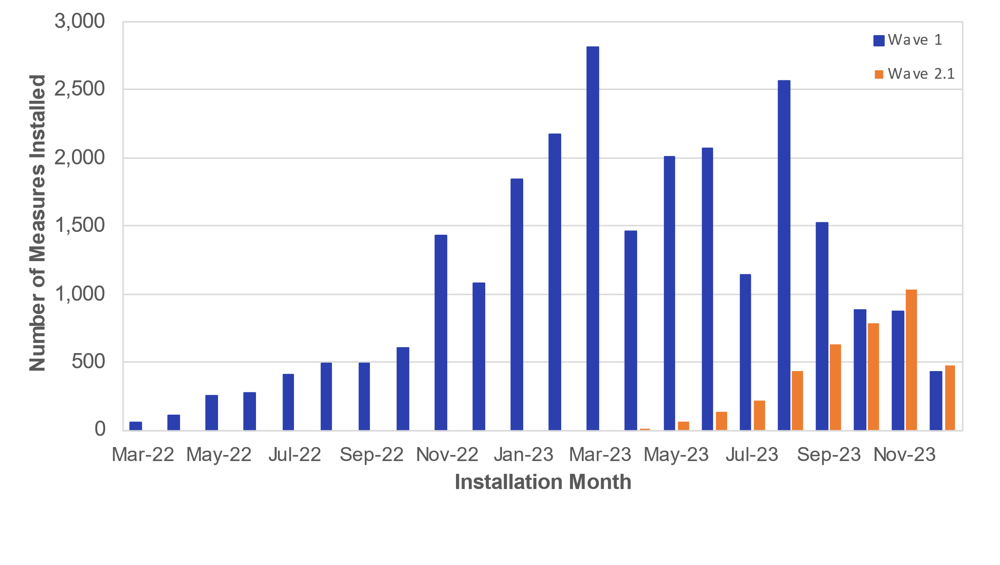 3,000
2,500
2,000
1,500
1,000
500
0
Number of Measures Installed
Wave 1
Wave 2.1
Mar-22 May-22 Jul-22 Sep-22 Nov-22 Jan-23 Mar-23 May-23 Jul-23 Sep-23 Nov-23
Installation Month